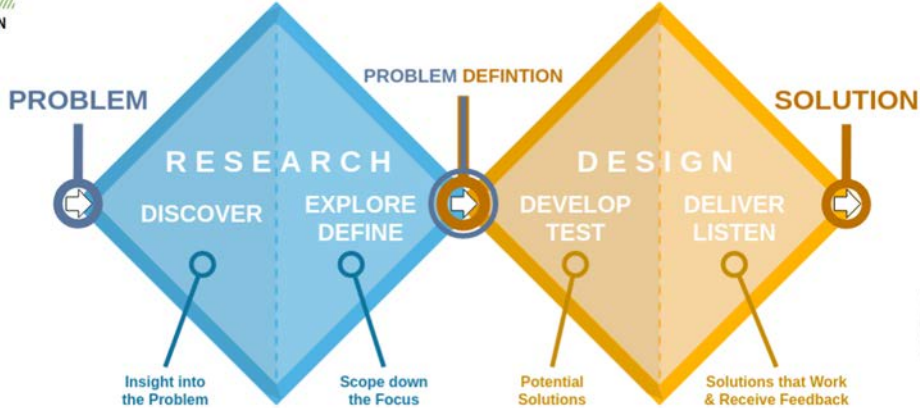 N
PROBLEM
PROBLEM DEFINTION
SOLUTION
RESEARCH
DISCOVER
EXPLORE
DEFINE
DESIGN
DEVELOP
TEST
DELIVER
LISTEN
Insight into
the Problem
Scope down
the Focus
Potential
Solutions
Solutions that Work
& Receive Feedback